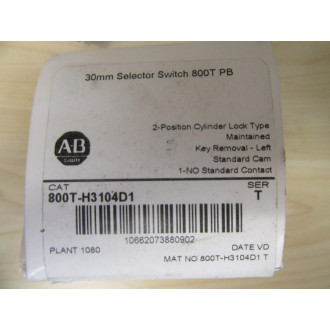 30mm Selector Switch 800T PB
A-B
2-Position Cylinder Lock Type
Maintained
Key Removal - Left
Standard Cam
1-NO Standard Contact
CAT
SER
800T-H3104D1
T
10662073880902
PLANT 1080
DATE VD
MAT NO 800T-H3104D1 T